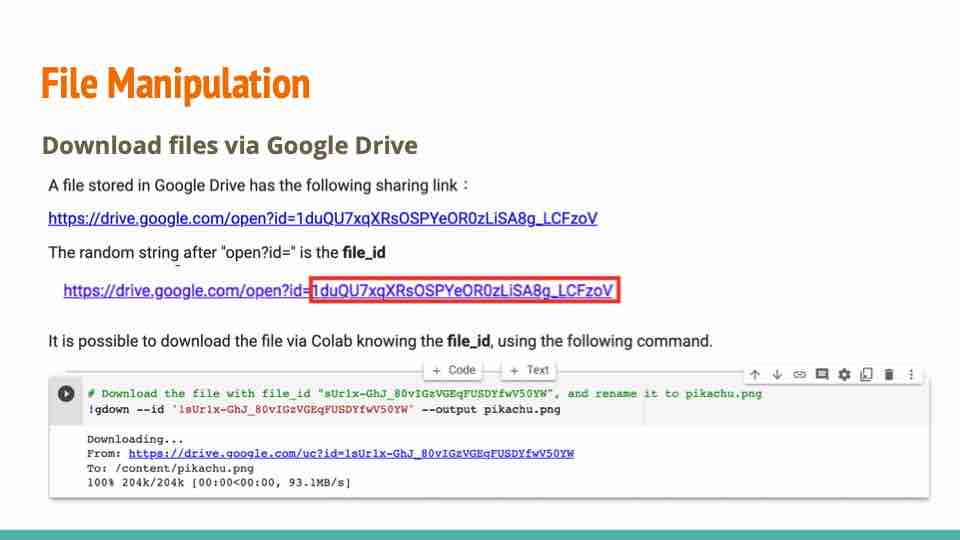 File Manipulation
Download files via Google Drive
A file stored in Google Drive has the following sharing link：
https://drive.google.com/open?id=1duQU7xqXRsOSPYeOR0zLiSA8g_LCFzoV
The random string after "open?id=" is the file_id
https://drive.google.com/open?id=1duQU7xqXRsOSPYeOR0zLiSA8g_LCFzoV
It is possible to download the file via Colab knowing the file_id, using the following command.
+ Code + Text
# Download the file with file_id "sUr1x-GhJ_80vIGzVGEqFUSDYfwV50YW", and rename it to pikachu.png
!gdown --id '1sUr1x-GhJ_80vIGzVGEqFUSDYfwV50YW' --output pikachu.png
Downloading...
From: https://drive.google.com/uc?id=1sUr1x-GhJ_80vIGzVGEqFUSDYfwV50YW
To: /content/pikachu.png
100% 204k/204k [00:00<00:00, 93.1MB/s]